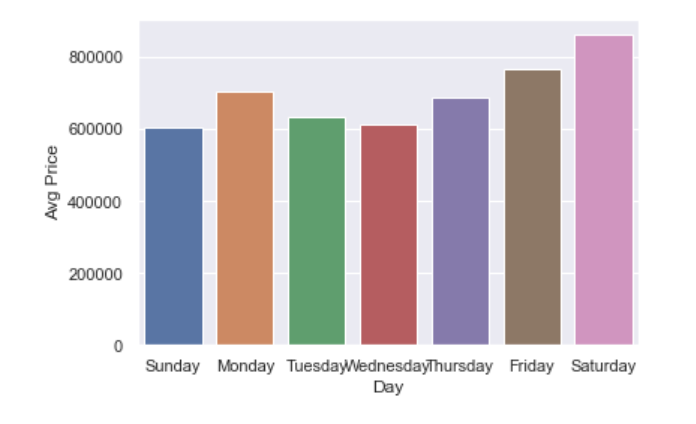 800000
600000
400000
200000
0
Avg Price
Sunday Monday Tuesday Wednesday Thursday Friday Saturday
Day